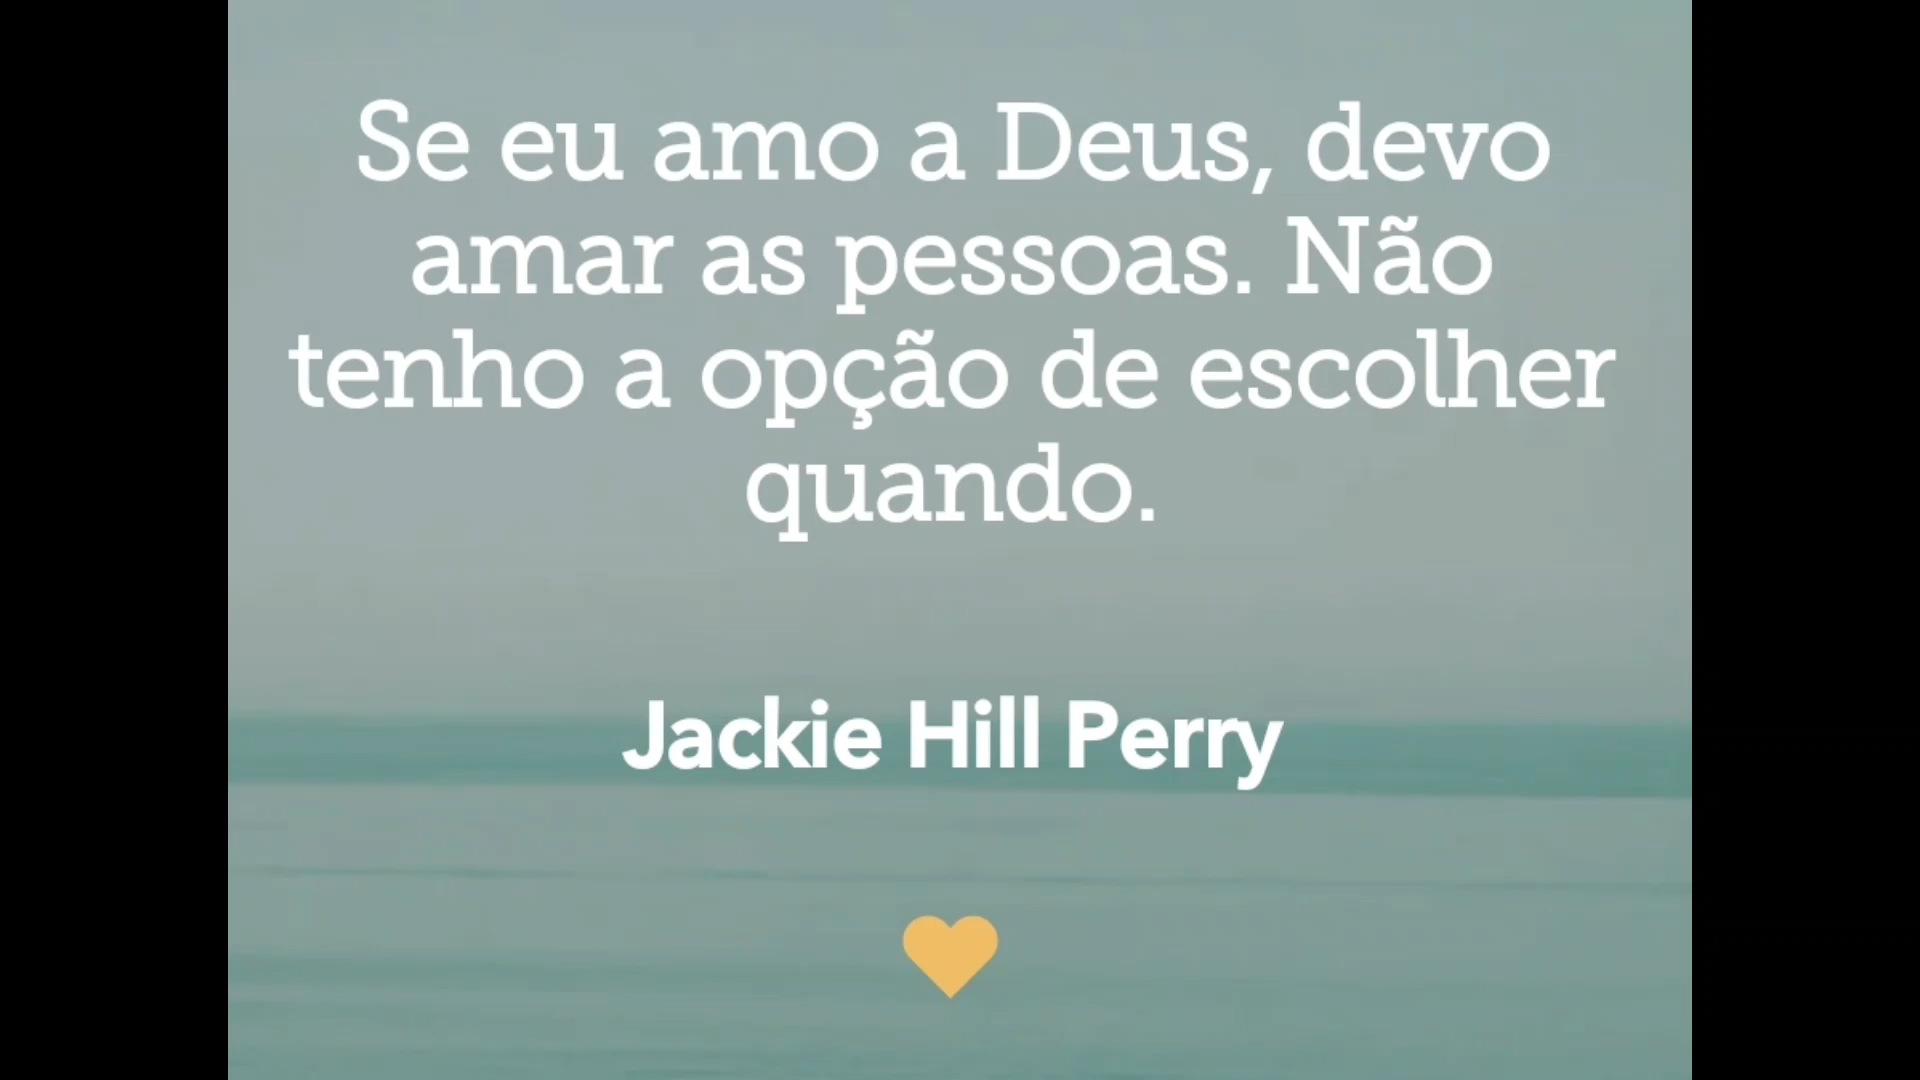 Se eu amo a Deus, devo
amar as pessoas. Não
tenho a opção de escolher
quando.
Jackie Hill Perry